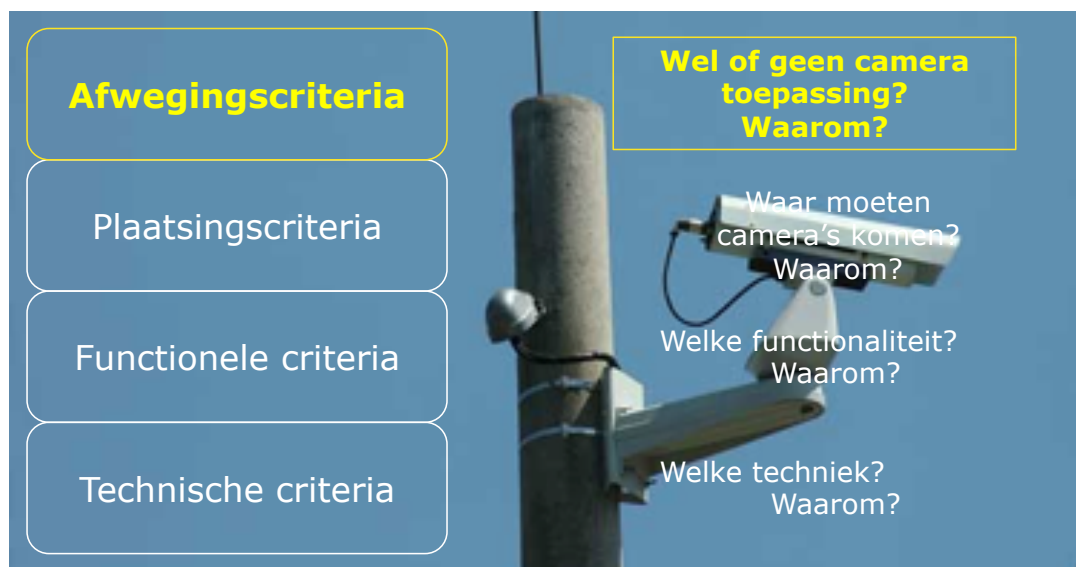 Afwegingscriteria
Wel of geen camera
toepassing?
Waarom?
Plaatsingscriteria
Waar moeten
camera's komen?
Waarom?
Functionele criteria
Welke functionaliteit?
Waarom?
Technische criteria
Welke techniek?
Waarom?